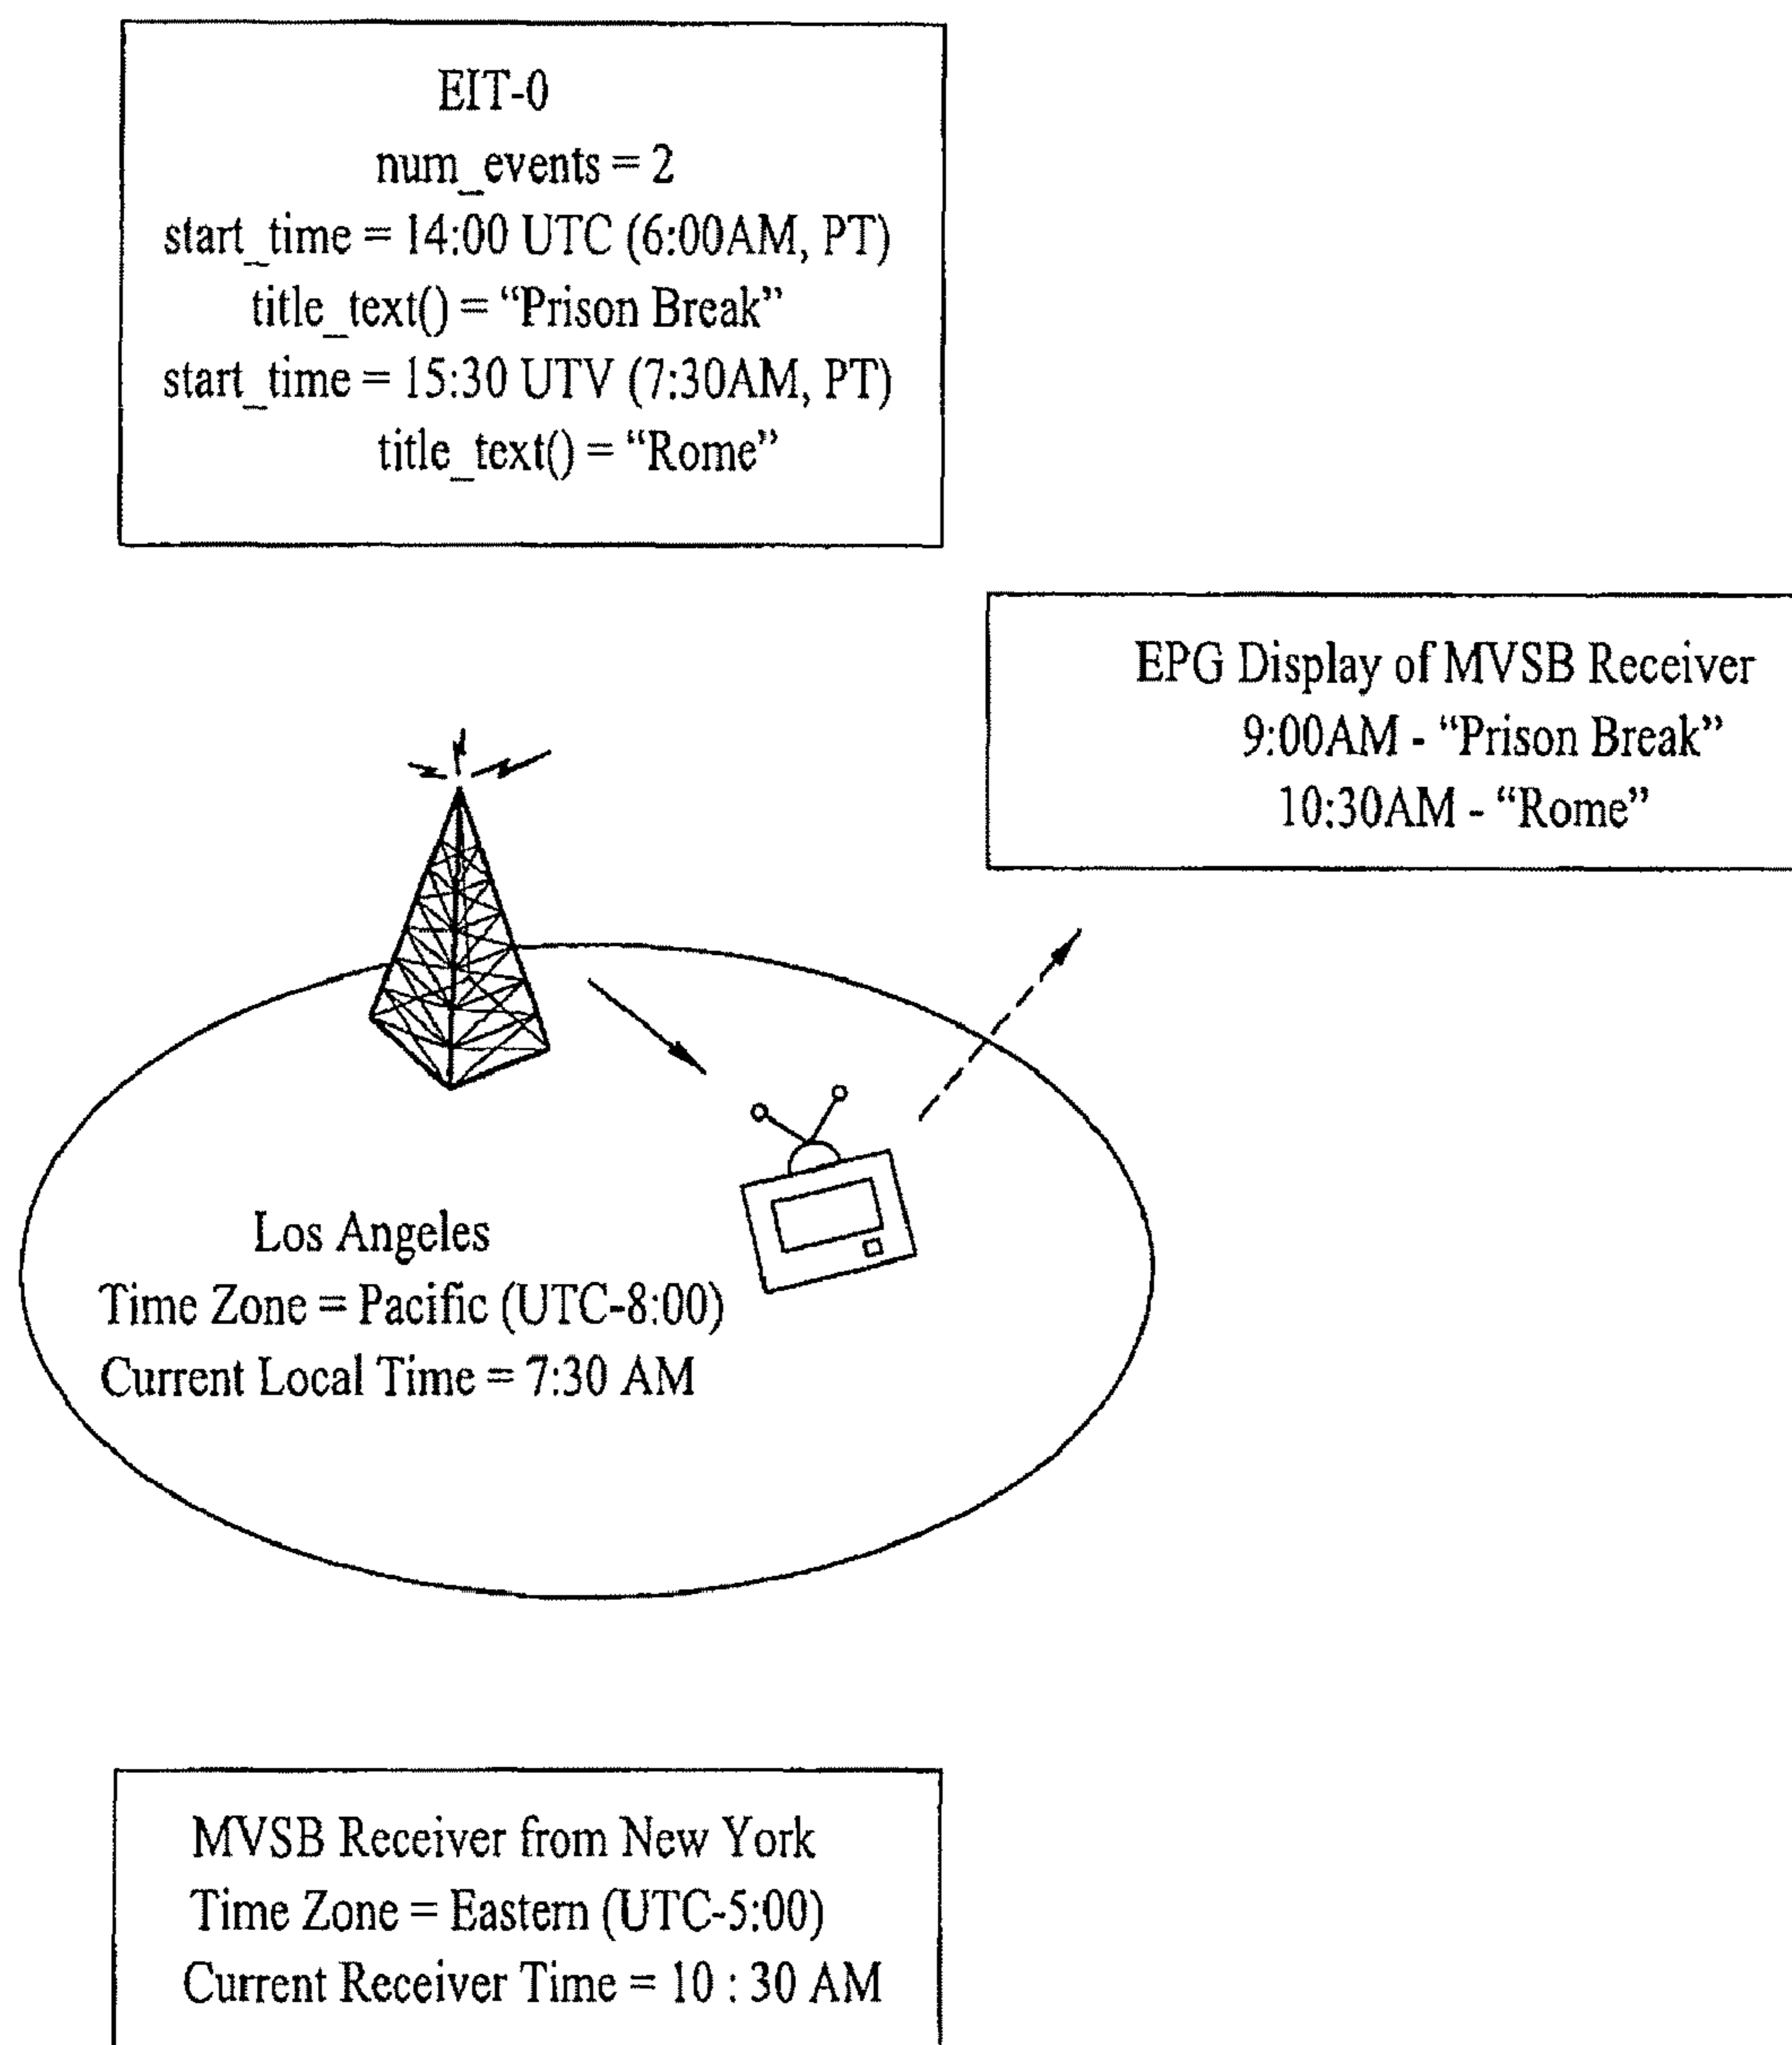 EIT-0
num_events = 2
start_time = 14:00 UTC (6:00AM, PT)
title_text() = “Prison Break”
start_time = 15:30 UTV (7:30AM, PT)
title_text() = “Rome”
EPG Display of MVSB Receiver
9:00AM - “Prison Break”
10:30AM - “Rome”
Los Angeles
Time Zone = Pacific (UTC-8:00)
Current Local Time = 7:30 AM
MVSB Receiver from New York
Time Zone = Eastern (UTC-5:00)
Current Receiver Time = 10 : 30 AM